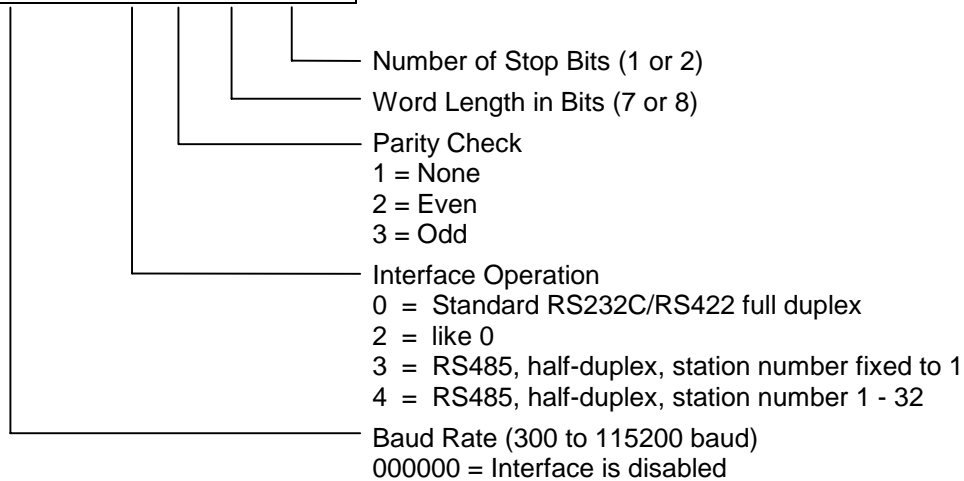 Number of Stop Bits (1 or 2)
Word Length in Bits (7 or 8)
Parity Check
1 = None
2 = Even
3 = Odd
Interface Operation
0 = Standard RS232C/RS422 full duplex
2 = like 0
3 = RS485, half-duplex, station number fixed to 1
4 = RS485, half-duplex, station number 1 - 32
Baud Rate (300 to 115200 baud)
000000 = Interface is disabled